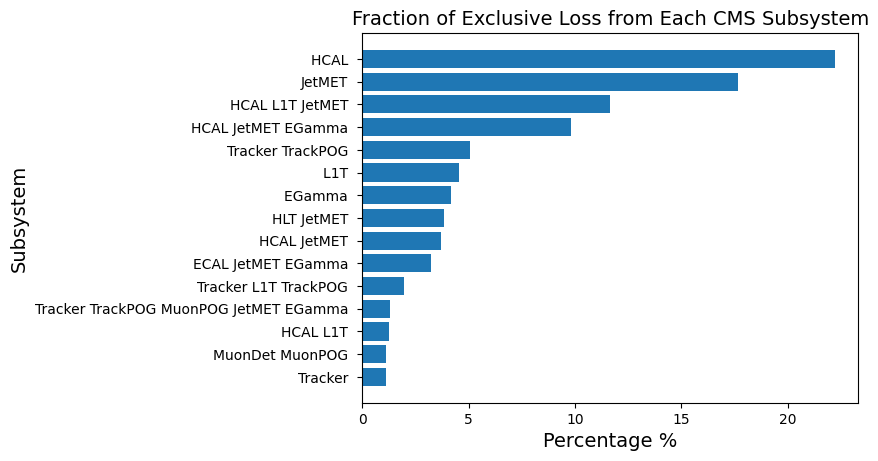 Fraction of Exclusive Loss from Each CMS Subsystem
Subsystem
HCAL
JetMET
HCAL L1T JetMET
HCAL JetMET EGamma
Tracker TrackPOG
L1T
EGamma
HLT JetMET
HCAL JetMET
ECAL JetMET EGamma
Tracker L1T TrackPOG
Tracker TrackPOG MuonPOG JetMET EGamma
HCAL L1T
MuonDet MuonPOG
Tracker
0 5 10 15 20
Percentage %